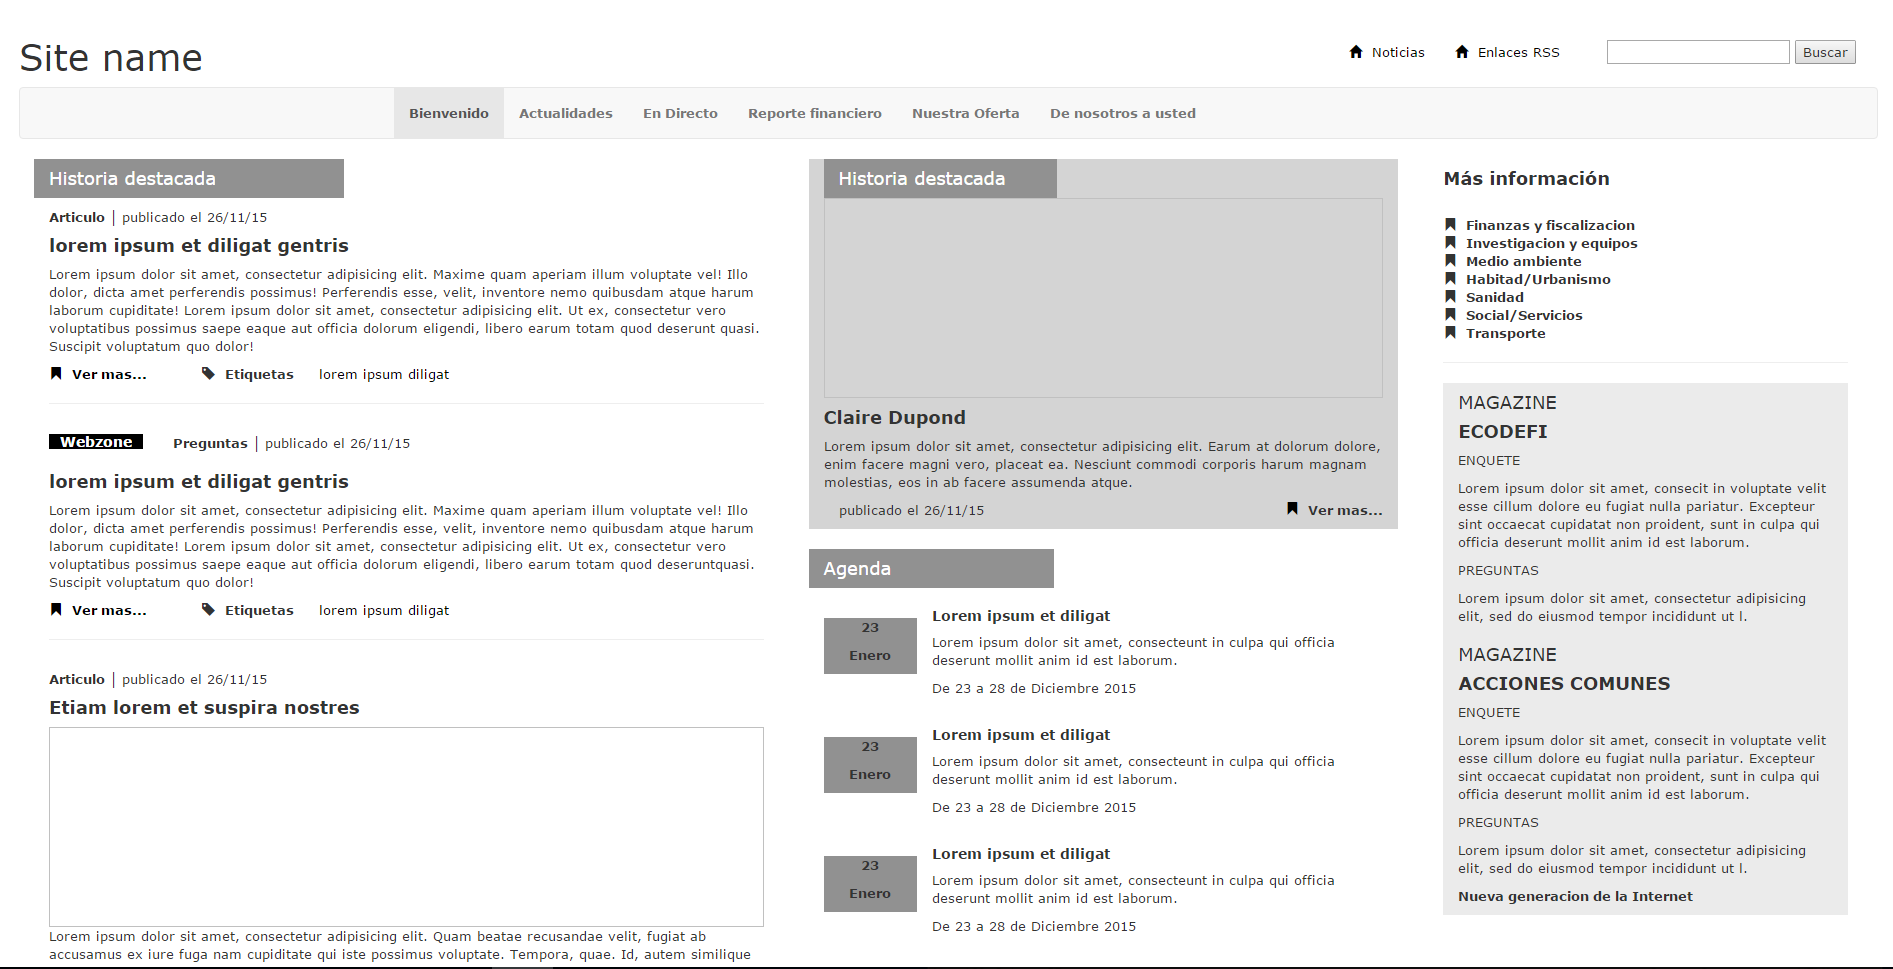 Site name
Noticias
Enlaces RSS
Buscar
Bienvenido
Actualidades
En Directo
Reporte financiero
Nuestra Oferta
De nosotros a usted
Historia destacada
Articulo | publicado el 26/11/15
lorem ipsum et diligat gentris
Lorem ipsum dolor sit amet, consectetur adipisicing elit. Maxime quam aperiam illum voluptate vel! Illo
dolor, dicta amet perferendis possimus! Perferendis esse, velit, inventore nemo quibusdam atque harum
laborum cupiditate! Lorem ipsum dolor sit amet, consectetur adipisicing elit. Ut ex, consectetur vero
voluptatibus possimus saepe eaque aut officia dolorum eligendi, libero earum totam quod deserunt quasi.
Suscipit voluptatum quo dolor!
Ver mas... Etiquetas lorem ipsum diligat
Webzone Preguntas | publicado el 26/11/15
lorem ipsum et diligat gentris
Lorem ipsum dolor sit amet, consectetur adipisicing elit. Maxime quam aperiam illum voluptate vel! Illo
dolor, dicta amet perferendis possimus! Perferendis esse, velit, inventore nemo quibusdam atque harum
laborum cupiditate! Lorem ipsum dolor sit amet, consectetur adipisicing elit. Ut ex, consectetur vero
voluptatibus possimus saepe eaque aut officia dolorum eligendi, libero earum totam quod deseruntquasi.
Suscipit voluptatum quo dolor!
Ver mas... Etiquetas lorem ipsum diligat
Articulo | publicado el 26/11/15
Etiam lorem et suspira nostres
Lorem ipsum dolor sit amet, consectetur adipisicing elit. Quam beatae recusandae velit, fugiat ab
accusamus ex iure fuga nam cupiditate qui iste possimus voluptate. Tempora, quae. Id, autem similique
Historia destacada
Claire Dupond
Lorem ipsum dolor sit amet, consectetur adipisicing elit. Earum at dolorum dolore,
enim facere magni vero, placeat ea. Nesciunt commodi corporis harum magnam
molestias, eos in ab facere assumenda atque.
publicado el 26/11/15 Ver mas...
Agenda
23
Enero
Lorem ipsum et diligat
Lorem ipsum dolor sit amet, consecteunt in culpa qui officia
deserunt mollit anim id est laborum.
De 23 a 28 de Diciembre 2015
23
Enero
Lorem ipsum et diligat
Lorem ipsum dolor sit amet, consecteunt in culpa qui officia
deserunt mollit anim id est laborum.
De 23 a 28 de Diciembre 2015
23
Enero
Lorem ipsum et diligat
Lorem ipsum dolor sit amet, consecteunt in culpa qui officia
deserunt mollit anim id est laborum.
De 23 a 28 de Diciembre 2015
Más información
Finanzas y fiscalizacion
Investigacion y equipos
Medio ambiente
Habitad/Urbanismo
Sanidad
Social/Servicios
Transporte
MAGAZINE
ECODEFI
ENQUETE
Lorem ipsum dolor sit amet, consecit in voluptate velit
esse cillum dolore eu fugiat nulla pariatur. Excepteur
sint occaecat cupidatat non proident, sunt in culpa qui
officia deserunt mollit anim id est laborum.
PREGUNTAS
Lorem ipsum dolor sit amet, consectetur adipisicing
elit, sed do eiusmod tempor incididunt ut l.
MAGAZINE
ACCIONES COMUNES
ENQUETE
Lorem ipsum dolor sit amet, consecit in voluptate velit
esse cillum dolore eu fugiat nulla pariatur. Excepteur
sint occaecat cupidatat non proident, sunt in culpa qui
officia deserunt mollit anim id est laborum.
PREGUNTAS
Lorem ipsum dolor sit amet, consectetur adipisicing
elit, sed do eiusmod tempor incididunt ut l.
Nueva generacion de la Internet